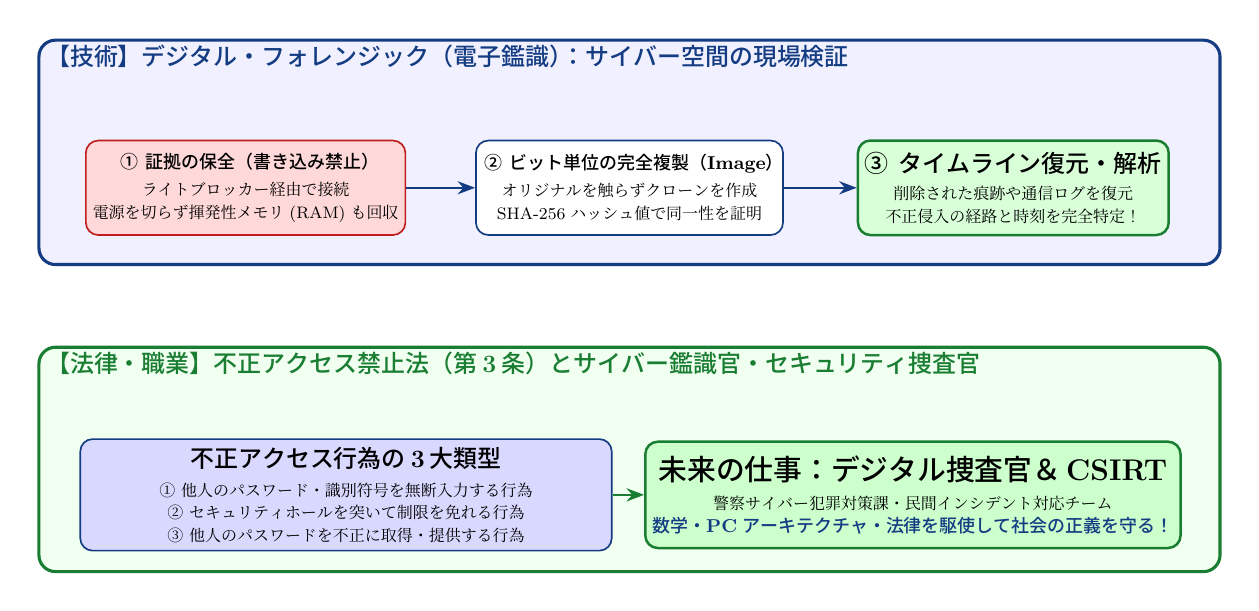 【技術】デジタル・フォレンジック（電子鑑識）：サイバー空間の現場検証
① 証拠の保全（書き込み禁止）
ライトブロッカー経由で接続
電源を切らず揮発性メモリ (RAM) も回収
② ビット単位の完全複製（Image）
オリジナルを触らずクローンを作成
SHA-256 ハッシュ値で同一性を証明
③ タイムライン復元・解析
削除された痕跡や通信ログを復元
不正侵入の経路と時刻を完全特定！
【法律・職業】不正アクセス禁止法（第 3 条）とサイバー鑑識官・セキュリティ捜査官
不正アクセス行為の 3 大類型
① 他人のパスワード・識別符号を無断入力する行為
② セキュリティホールを突いて制限を免れる行為
③ 他人のパスワードを不正に取得・提供する行為
未来の仕事：デジタル捜査官 & CSIRT
警察サイバー犯罪対策課・民間インシデント対応チーム
数学・PC アーキテクチャ・法律を駆使して社会の正義を守る！